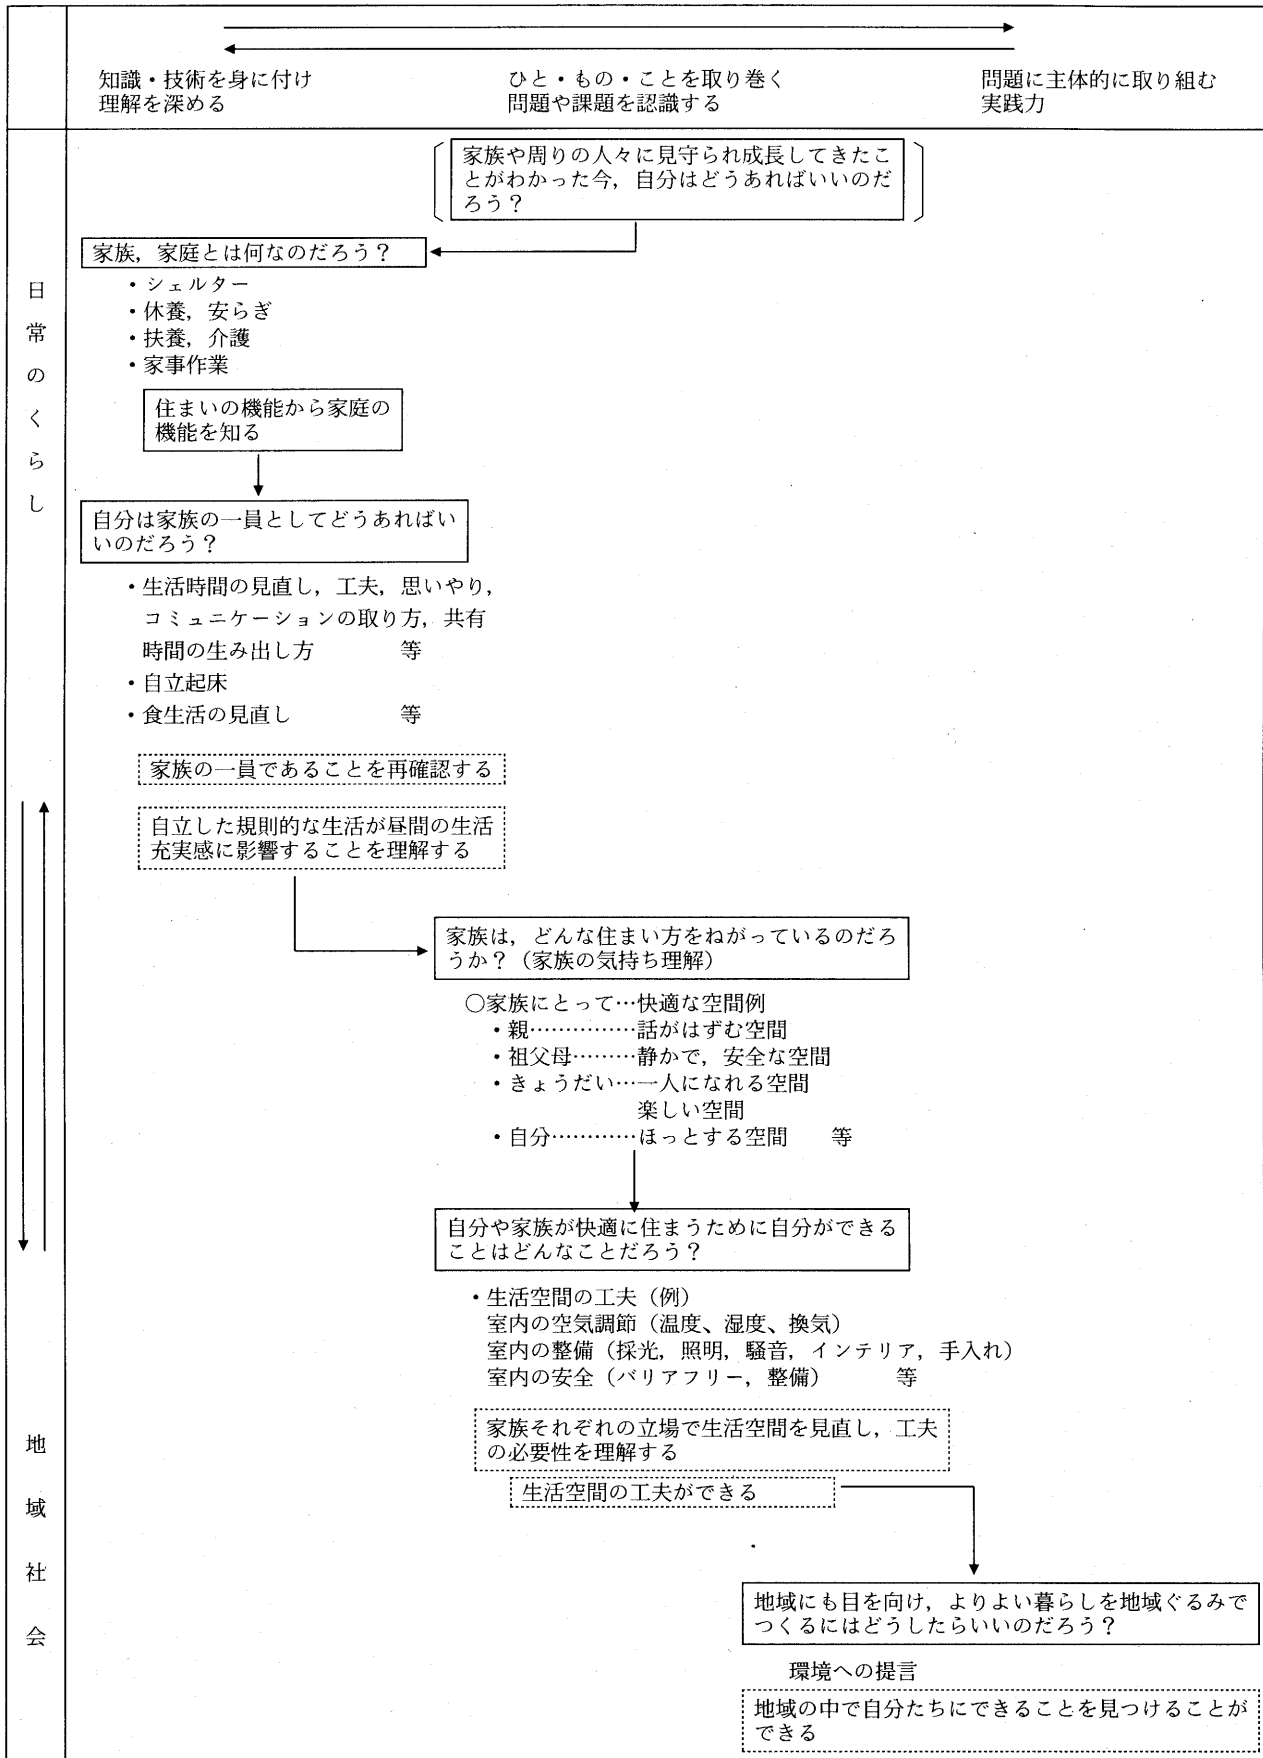 知識・技術を身に付け
理解を深める
ひと・もの・ことを取り巻く
問題や課題を認識する
問題に主体的に取り組む
実践力
日常のくらし
家族や周りの人々に見守られ成長してきたこ
とがわかった今，自分はどうあればいいのだ
ろう？
家族，家庭とは何なのだろう？
・シェルター
・休養，安らぎ
・扶養，介護
・家事作業
住まいの機能から家庭の
機能を知る
自分は家族の一員としてどうあればい
いのだろう？
・生活時間の見直し，工夫，思いやり，
コミュニケーションの取り方，共有
時間の生み出し方　　　　等
・自立起床
・食生活の見直し　　　　　等
家族の一員であることを再確認する
自立した規則的な生活が昼間の生活
充実感に影響することを理解する
家族は，どんな住まい方をねがっているのだろ
うか？（家族の気持ち理解）
○家族にとって…快適な空間例
・親……………話がはずむ空間
・祖父母………静かで，安全な空間
・きょうだい…一人になれる空間
楽しい空間
・自分…………ほっとする空間　　等
自分や家族が快適に住まうために自分ができる
ことはどんなことだろう？
・生活空間の工夫（例）
室内の空気調節（温度、湿度、換気）
室内の整備（採光，照明，騒音，インテリア，手入れ）
室内の安全（バリアフリー，整備）　　　等
家族それぞれの立場で生活空間を見直し，工夫
の必要性を理解する
生活空間の工夫ができる
地域社会
地域にも目を向け，よりよい暮らしを地域ぐるみで
つくるにはどうしたらいいのだろう？
環境への提言
地域の中で自分たちにできることを見つけることが
できる